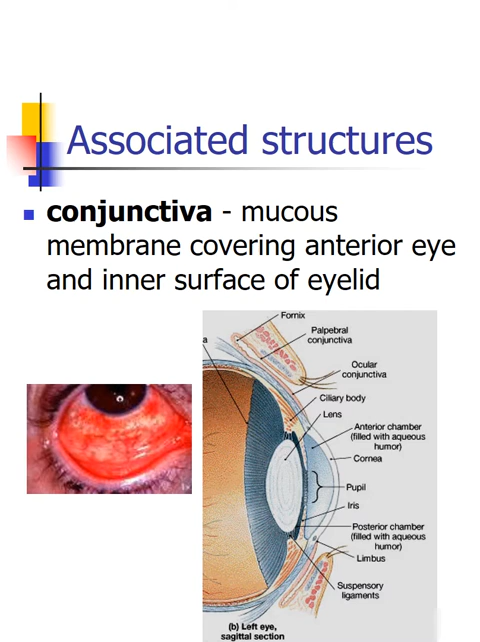 Associated structures
conjunctiva - mucous
membrane covering anterior eye
and inner surface of eyelid
Fornix
Palpebral
conjunctiva
a
Ocular
conjunctiva
Ciliary body
Lens
Anterior chamber
(filled with aqueous
humor)
Cornea
Pupil
Iris
Posterior chamber
(filled with aqueous
humor)
Limbus
Suspensory
ligaments
(b) Left eye,
sagittal section